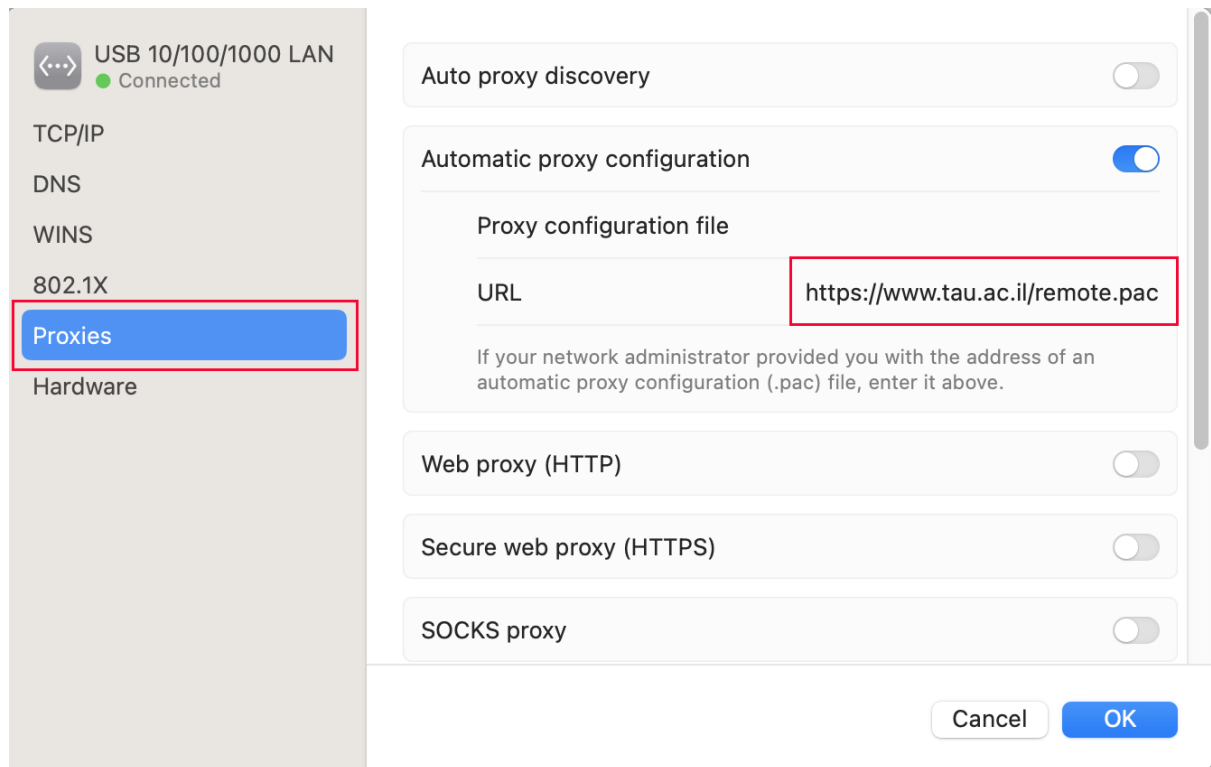 USB 10/100/1000 LAN
Connected
TCP/IP
DNS
WINS
802.1X
Proxies
Hardware
Auto proxy discovery
Automatic proxy configuration
Proxy configuration file
URL
https://www.tau.ac.il/remote.pac
If your network administrator provided you with the address of an
automatic proxy configuration (.pac) file, enter it above.
Web proxy (HTTP)
Secure web proxy (HTTPS)
SOCKS proxy
Cancel
OK